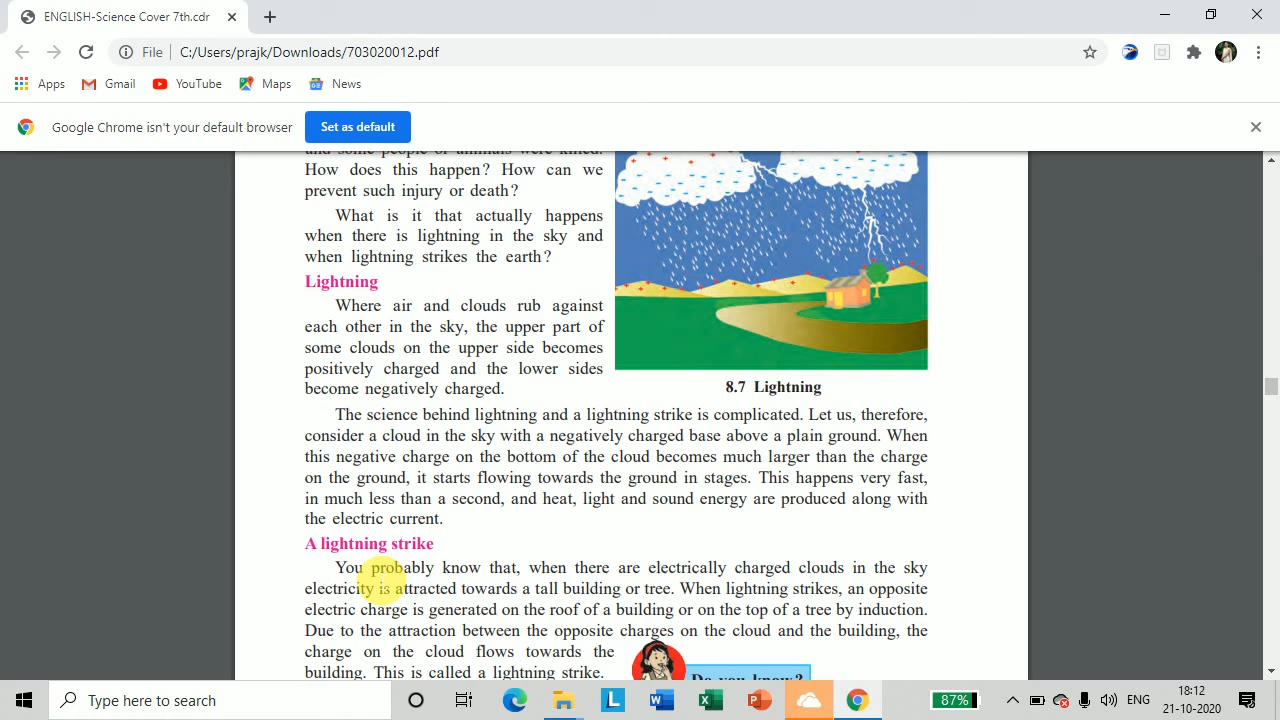 ENGLISH-Science Cover 7th.cdr
File
C:/Users/prajk/Downloads/703020012.pdf
Apps
Gmail
YouTube
Maps
News
Google Chrome isn't your default browser
Set as default
and some people or animals were killed.
How does this happen? How can we
prevent such injury or death?
What is it that actually happens
when there is lightning in the sky and
when lightning strikes the earth?
Lightning
Where air and clouds rub against
each other in the sky, the upper part of
some clouds on the upper side becomes
positively charged and the lower sides
become negatively charged.
8.7 Lightning
The science behind lightning and a lightning strike is complicated. Let us, therefore,
consider a cloud in the sky with a negatively charged base above a plain ground. When
this negative charge on the bottom of the cloud becomes much larger than the charge
on the ground, it starts flowing towards the ground in stages. This happens very fast,
in much less than a second, and heat, light and sound energy are produced along with
the electric current.
A lightning strike
You probably know that, when there are electrically charged clouds in the sky
electricity is attracted towards a tall building or tree. When lightning strikes, an opposite
electric charge is generated on the roof of a building or on the top of a tree by induction.
Due to the attraction between the opposite charges on the cloud and the building, the
charge on the cloud flows towards the
building. This is called a lightning strike.
Do you know?
Type here to search
87%
ENG
18:12
21-10-2020